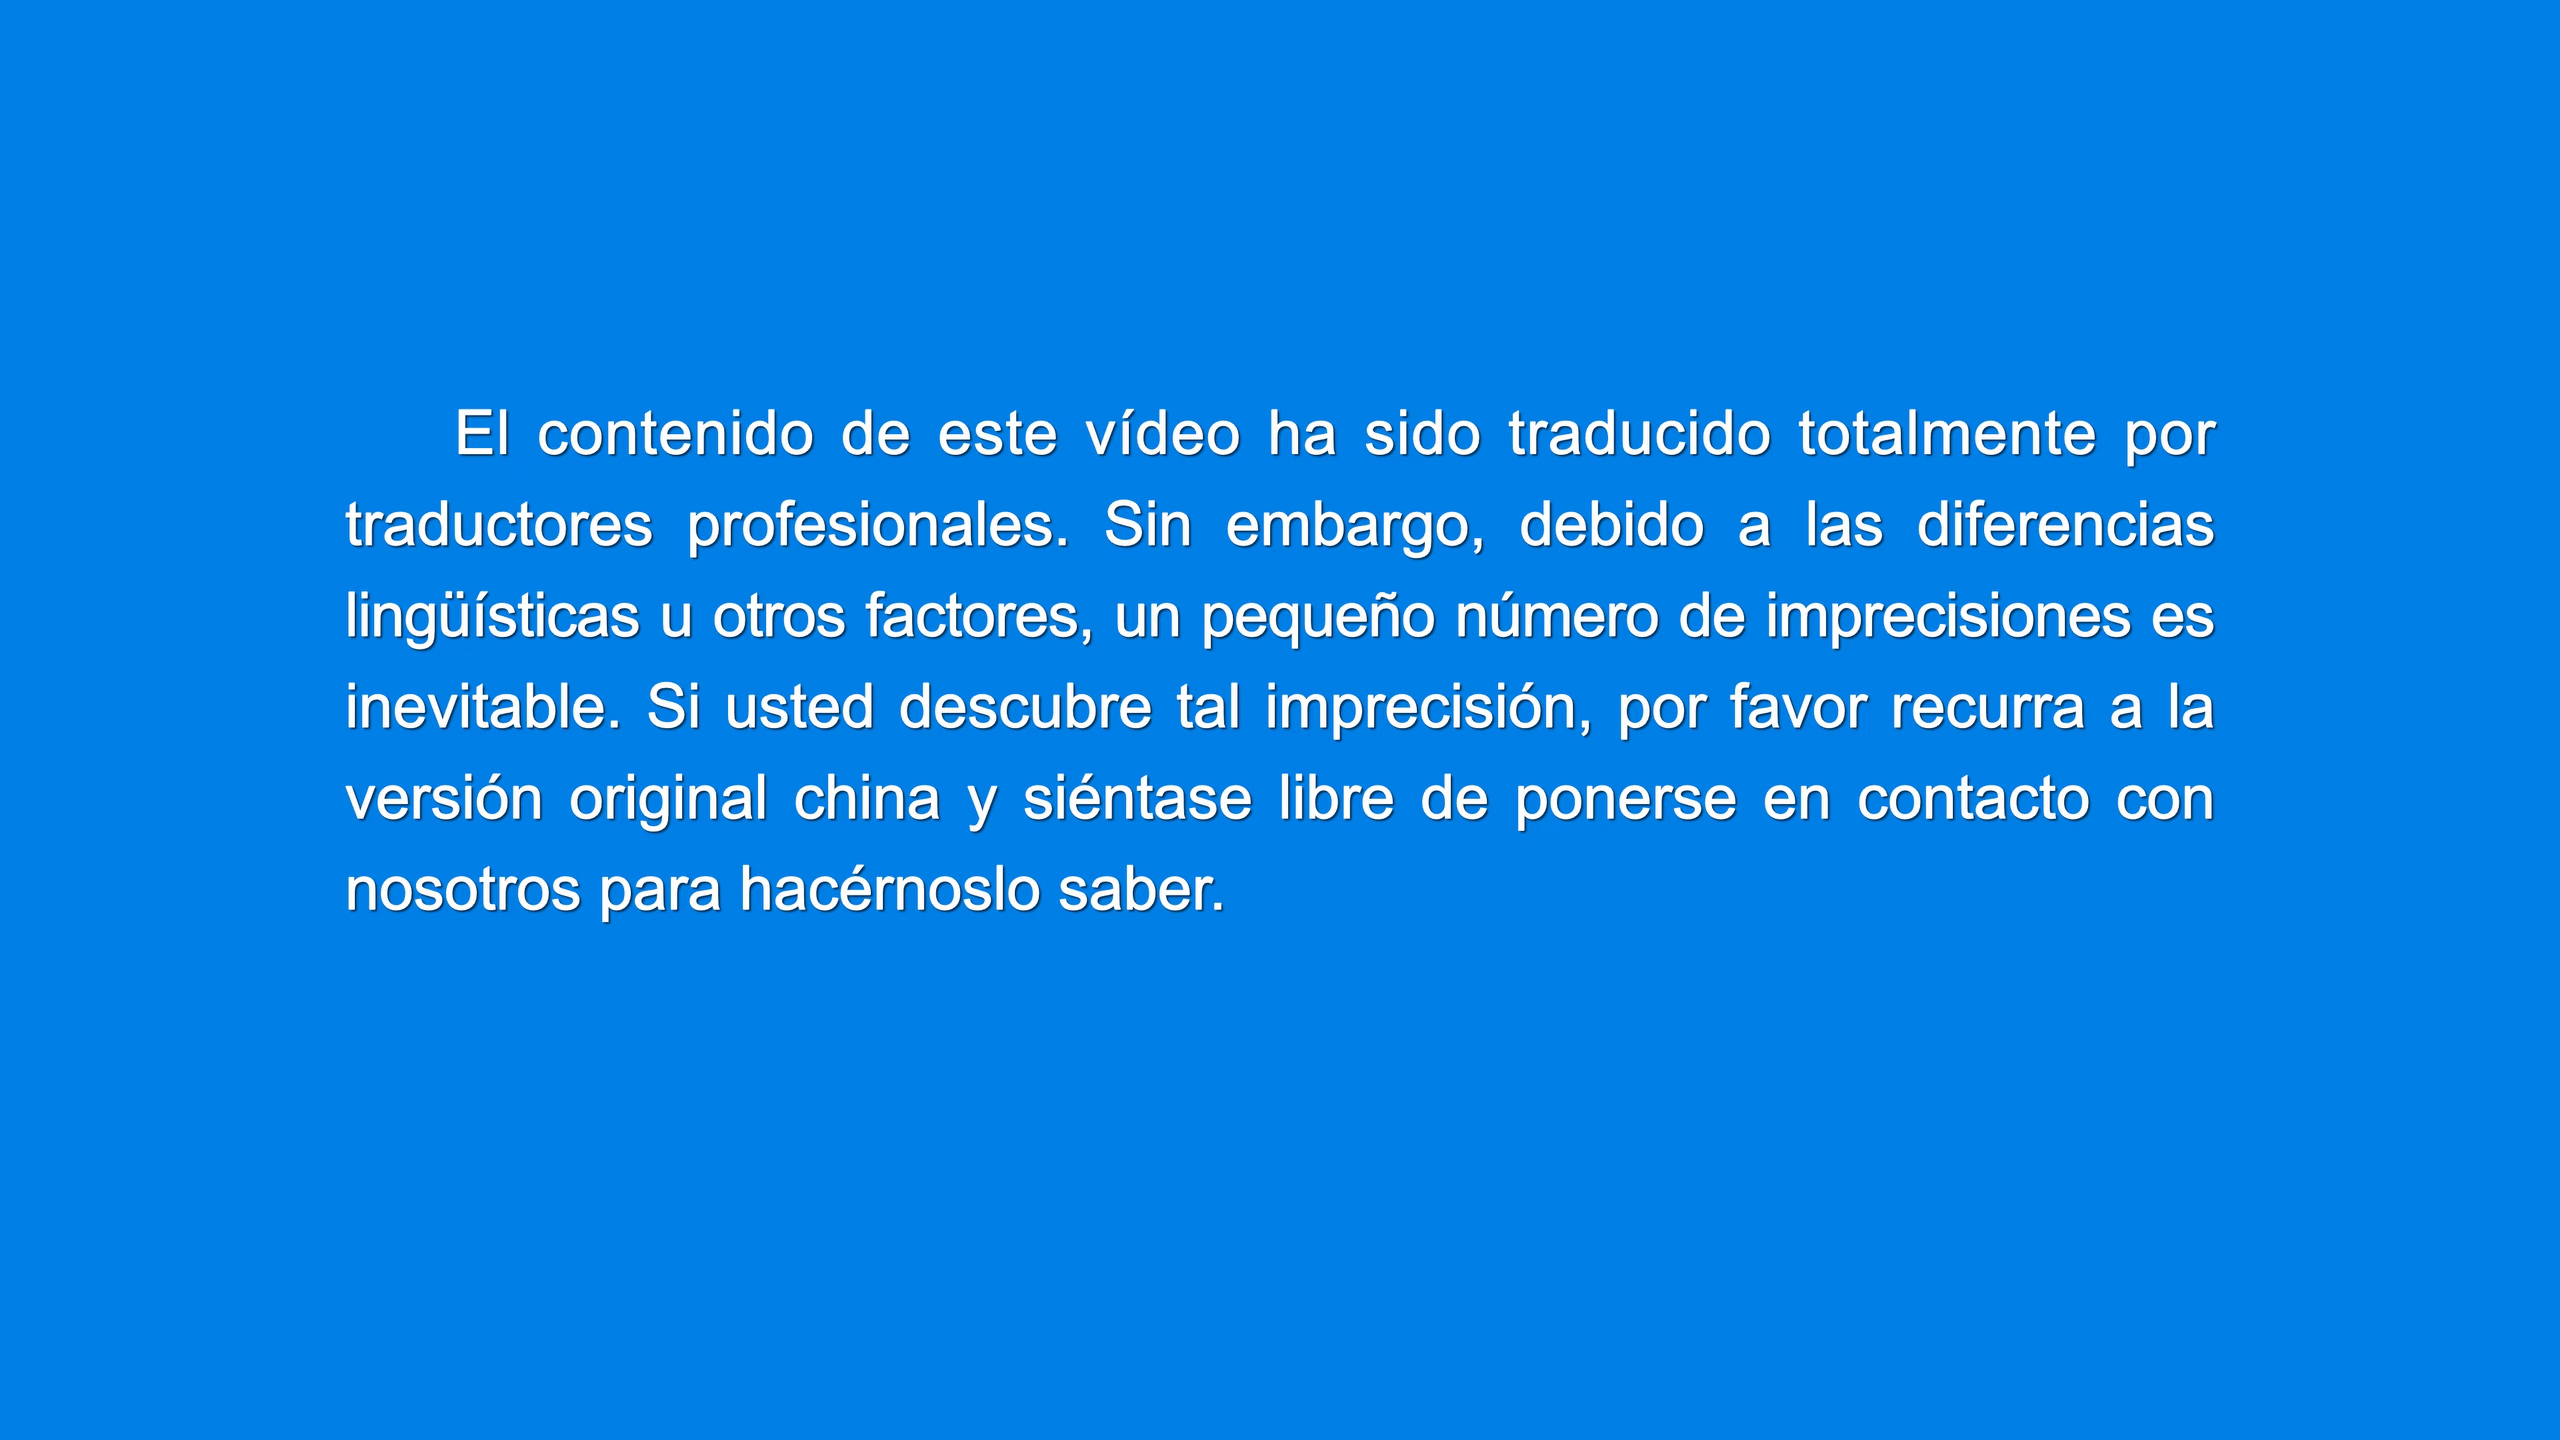 El contenido de este vídeo ha sido traducido totalmente por
traductores profesionales. Sin embargo, debido a las diferencias
lingüísticas u otros factores, un pequeño número de imprecisiones es
inevitable. Si usted descubre tal imprecisión, por favor recurra a la
versión original china y siéntase libre de ponerse en contacto con
nosotros para hacérnoslo saber.